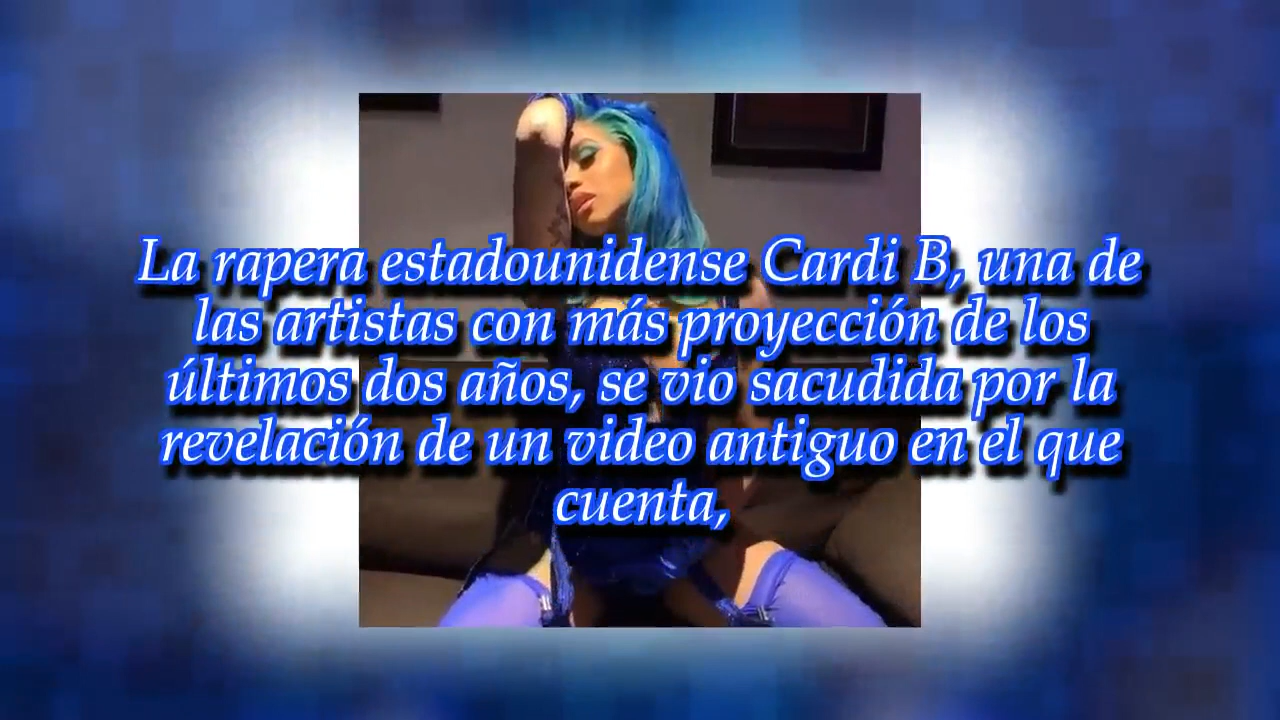 La rapera estadounidense Cardi B, una de
las artistas con más proyección de los
últimos dos años, se vio sacudida por la
revelación de un video antiguo en el que
cuenta,